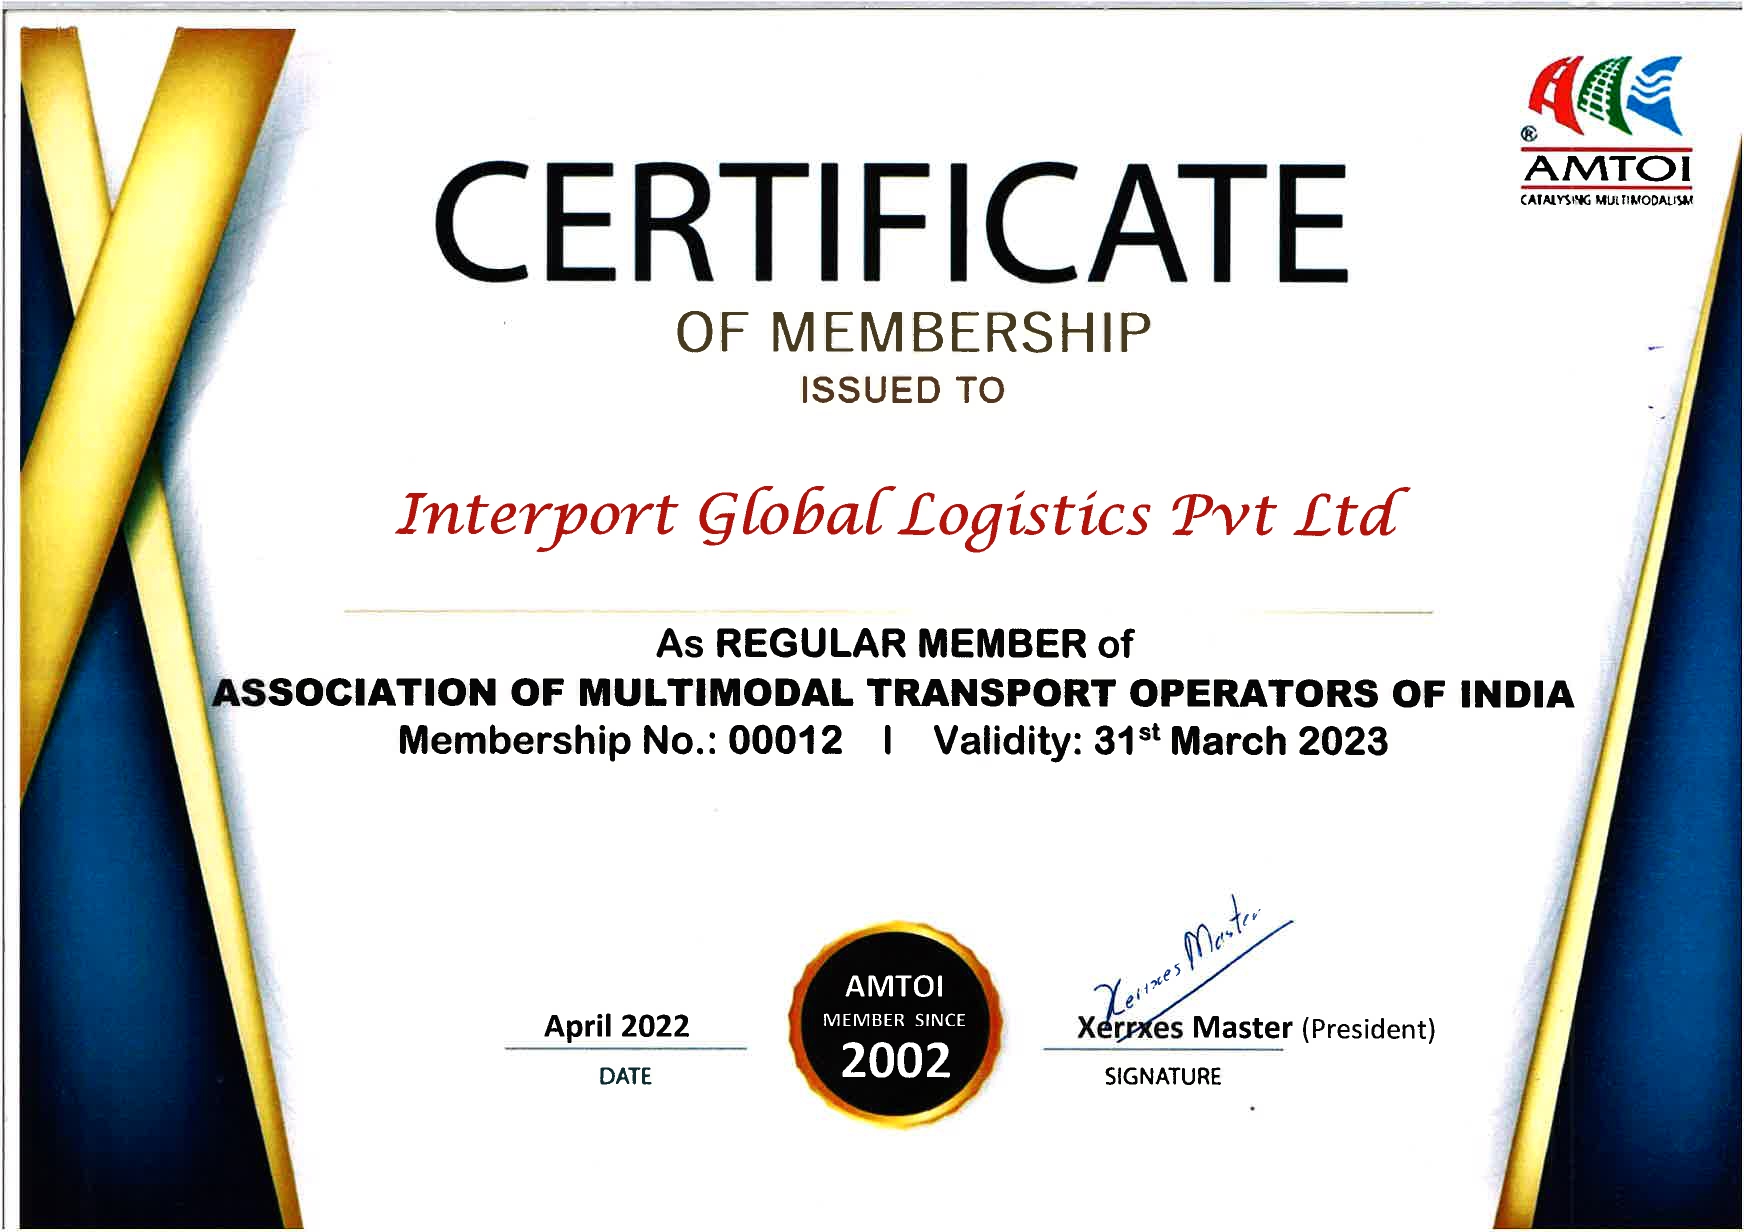 ®
AMTOI
CATALYSING MULTIMODALISM
CERTIFICATE
OF MEMBERSHIP
ISSUED TO
Interport Global Logistics Pvt Ltd
As REGULAR MEMBER of
ASSOCIATION OF MULTIMODAL TRANSPORT OPERATORS OF INDIA
Membership No.: 00012 | Validity: 31st March 2023
AMTOI
MEMBER SINCE
2002
April 2022
DATE
Xerrxes Master
Xerrxes Master (President)
SIGNATURE